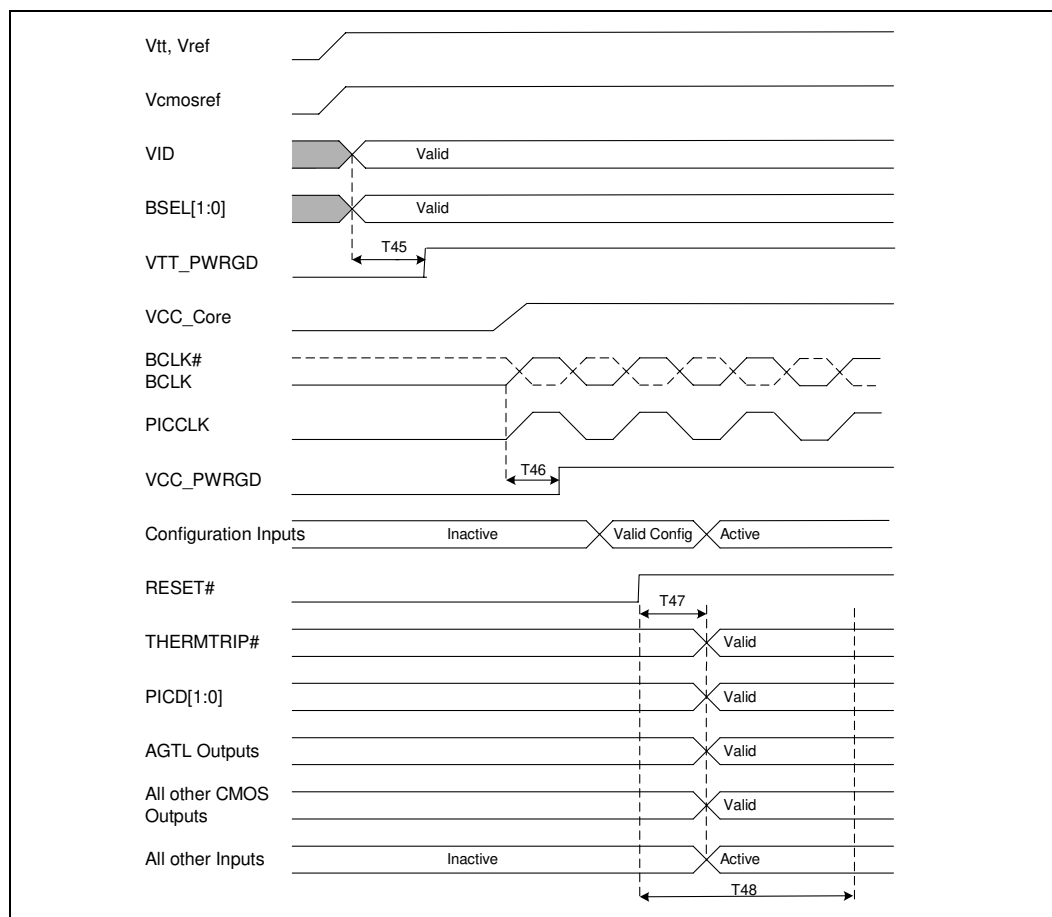 Vtt, Vref
Vcmosref
VID
Valid
BSEL[1:0]
Valid
T45
VTT_PWRGD
VCC_Core
BCLK#
BCLK
PICCLK
T46
VCC_PWRGD
Configuration Inputs
Inactive
Valid Config
Active
RESET#
T47
THERMTRIP#
Valid
PICD[1:0]
Valid
AGTL Outputs
Valid
All other CMOS
Outputs
Valid
All other Inputs
Inactive
Active
T48